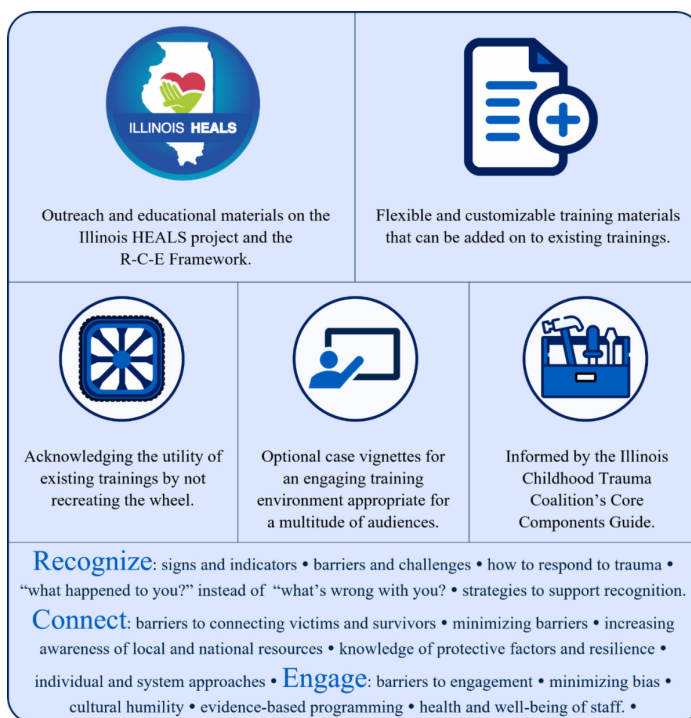 ILLINOIS HEALS
Outreach and educational materials on the
Illinois HEALS project and the
R-C-E Framework.
Flexible and customizable training materials
that can be added on to existing trainings.
Acknowledging the utility of
existing trainings by not
recreating the wheel.
Optional case vignettes for
an engaging training
environment appropriate for
a multitude of audiences.
Informed by the Illinois
Childhood Trauma
Coalition’s Core
Components Guide.
Recognize: signs and indicators • barriers and challenges • how to respond to trauma •
“what happened to you?” instead of “what’s wrong with you? • strategies to support recognition.
Connect: barriers to connecting victims and survivors • minimizing barriers • increasing
awareness of local and national resources • knowledge of protective factors and resilience •
individual and system approaches • Engage: barriers to engagement • minimizing bias •
cultural humility • evidence-based programming • health and well-being of staff. •